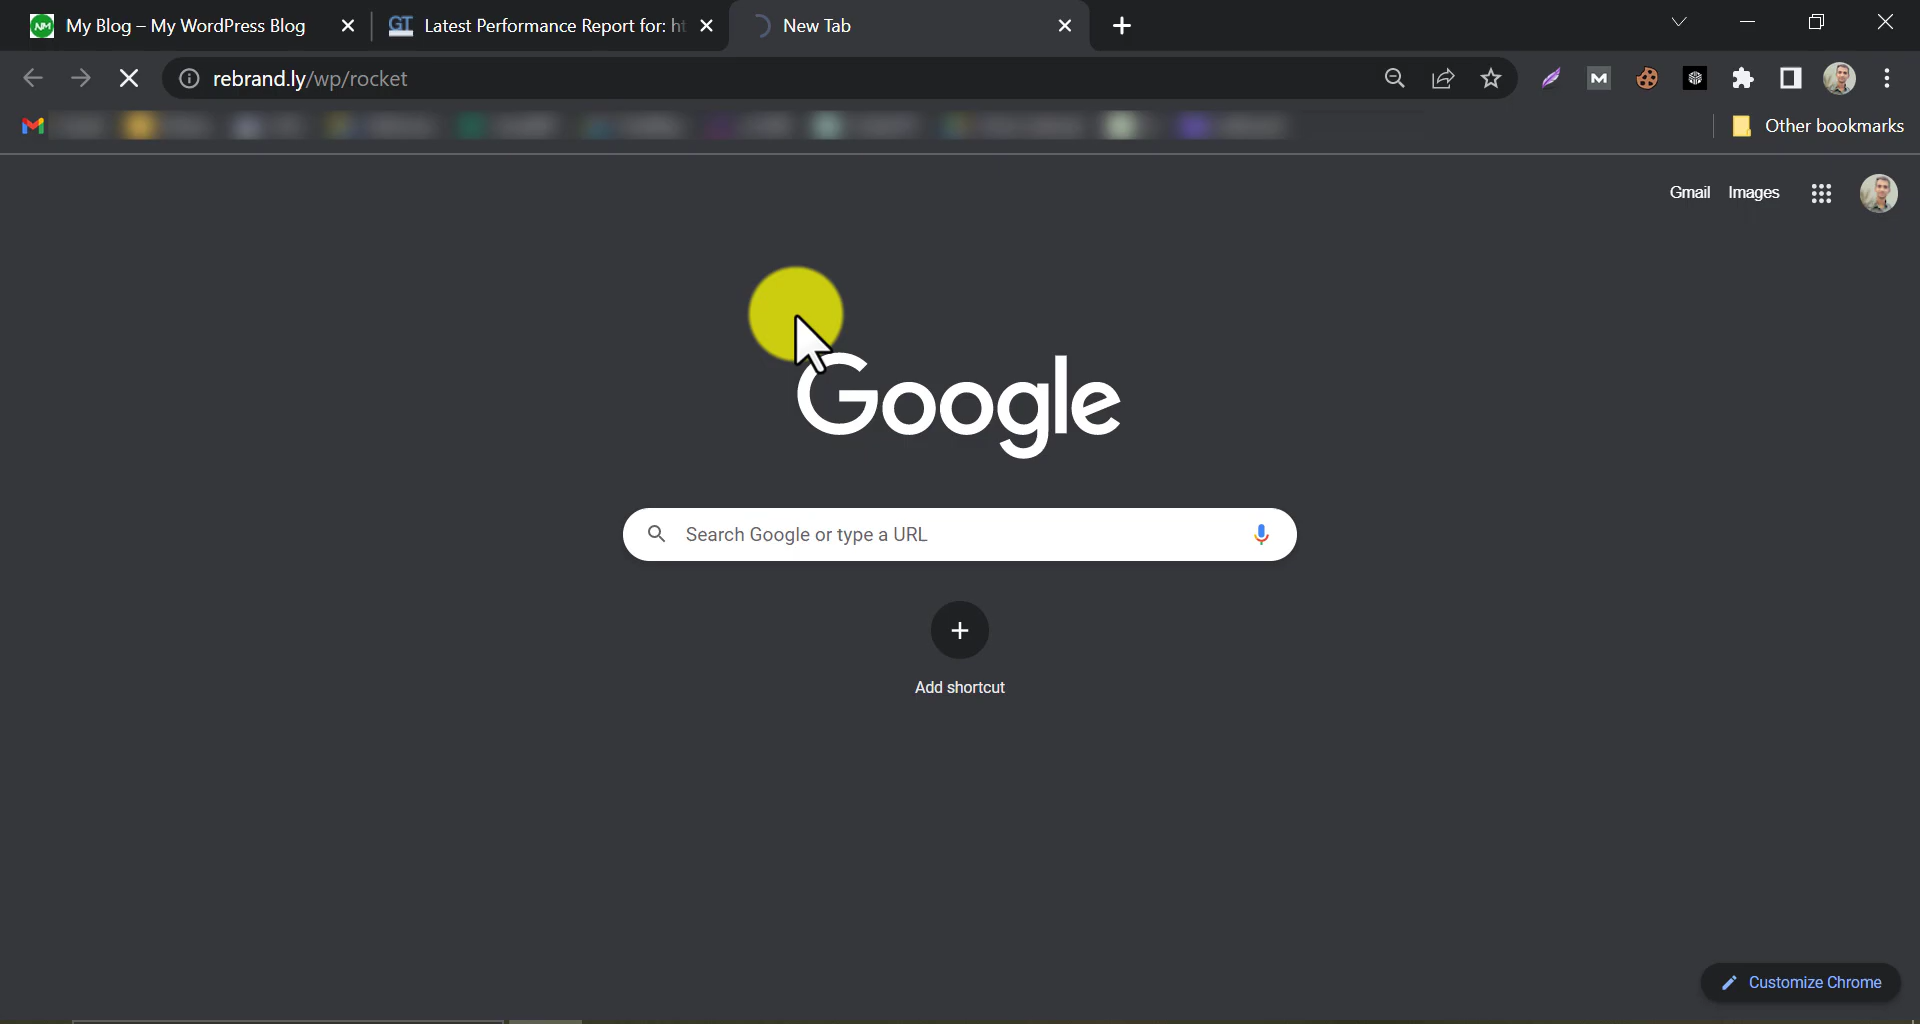 My Blog – My WordPress Blog
GT Latest Performance Report for: ht
New Tab
rebrand.ly/wp/rocket
Other bookmarks
Gmail Images
Google
Search Google or type a URL
Add shortcut
Customize Chrome